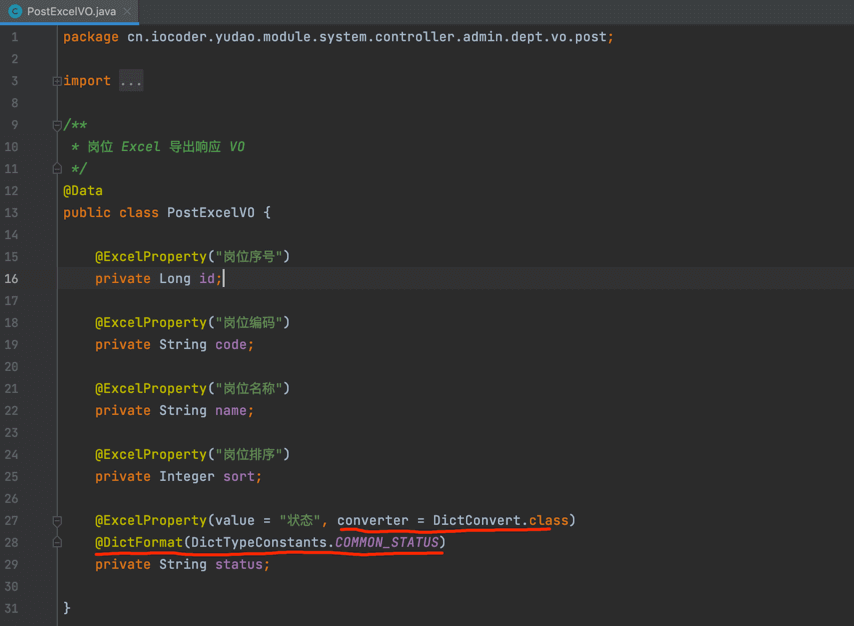 PostExcelVO.java
1 package cn.iocoder.yudao.module.system.controller.admin.dept.vo.post;
2
3 import ...
8
9 /**
10 * 岗位 Excel 导出响应 VO
11 */
12 @Data
13 public class PostExcelVO {
14
15 @ExcelProperty("岗位序号")
16 private Long id;
17
18 @ExcelProperty("岗位编码")
19 private String code;
20
21 @ExcelProperty("岗位名称")
22 private String name;
23
24 @ExcelProperty("岗位排序")
25 private Integer sort;
26
27 @ExcelProperty(value = "状态", converter = DictConvert.class)
28 @DictFormat(DictTypeConstants.COMMON_STATUS)
29 private String status;
30
31 }